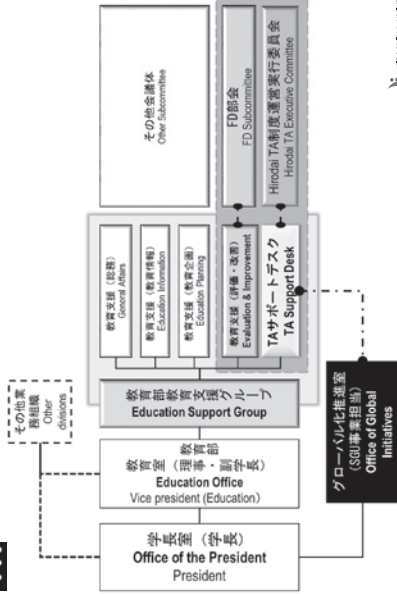 学長室（学長）
Office of the President
President
教育部
教育室（理事・副学長）
Education Office
Vice president (Education)
その他業
務組織
Other
divisions
教育部教育支援グループ
Education Support Group
教育支援（総務）
General Affairs
教育支援（教育情報）
Education Information
教育支援（教育企画）
Education Planning
教育支援（評価・改善）
Evaluation & Improvement
TAサポートデスク
TA Support Desk
その他会議体
Other Subcommittee
FD部会
FD Subcommittee
Hirodai TA制度運営実行委員会
Hirodai TA Executive Committee
グローバル化推進室
（SGU事業担当）
Office of Global
Initiatives